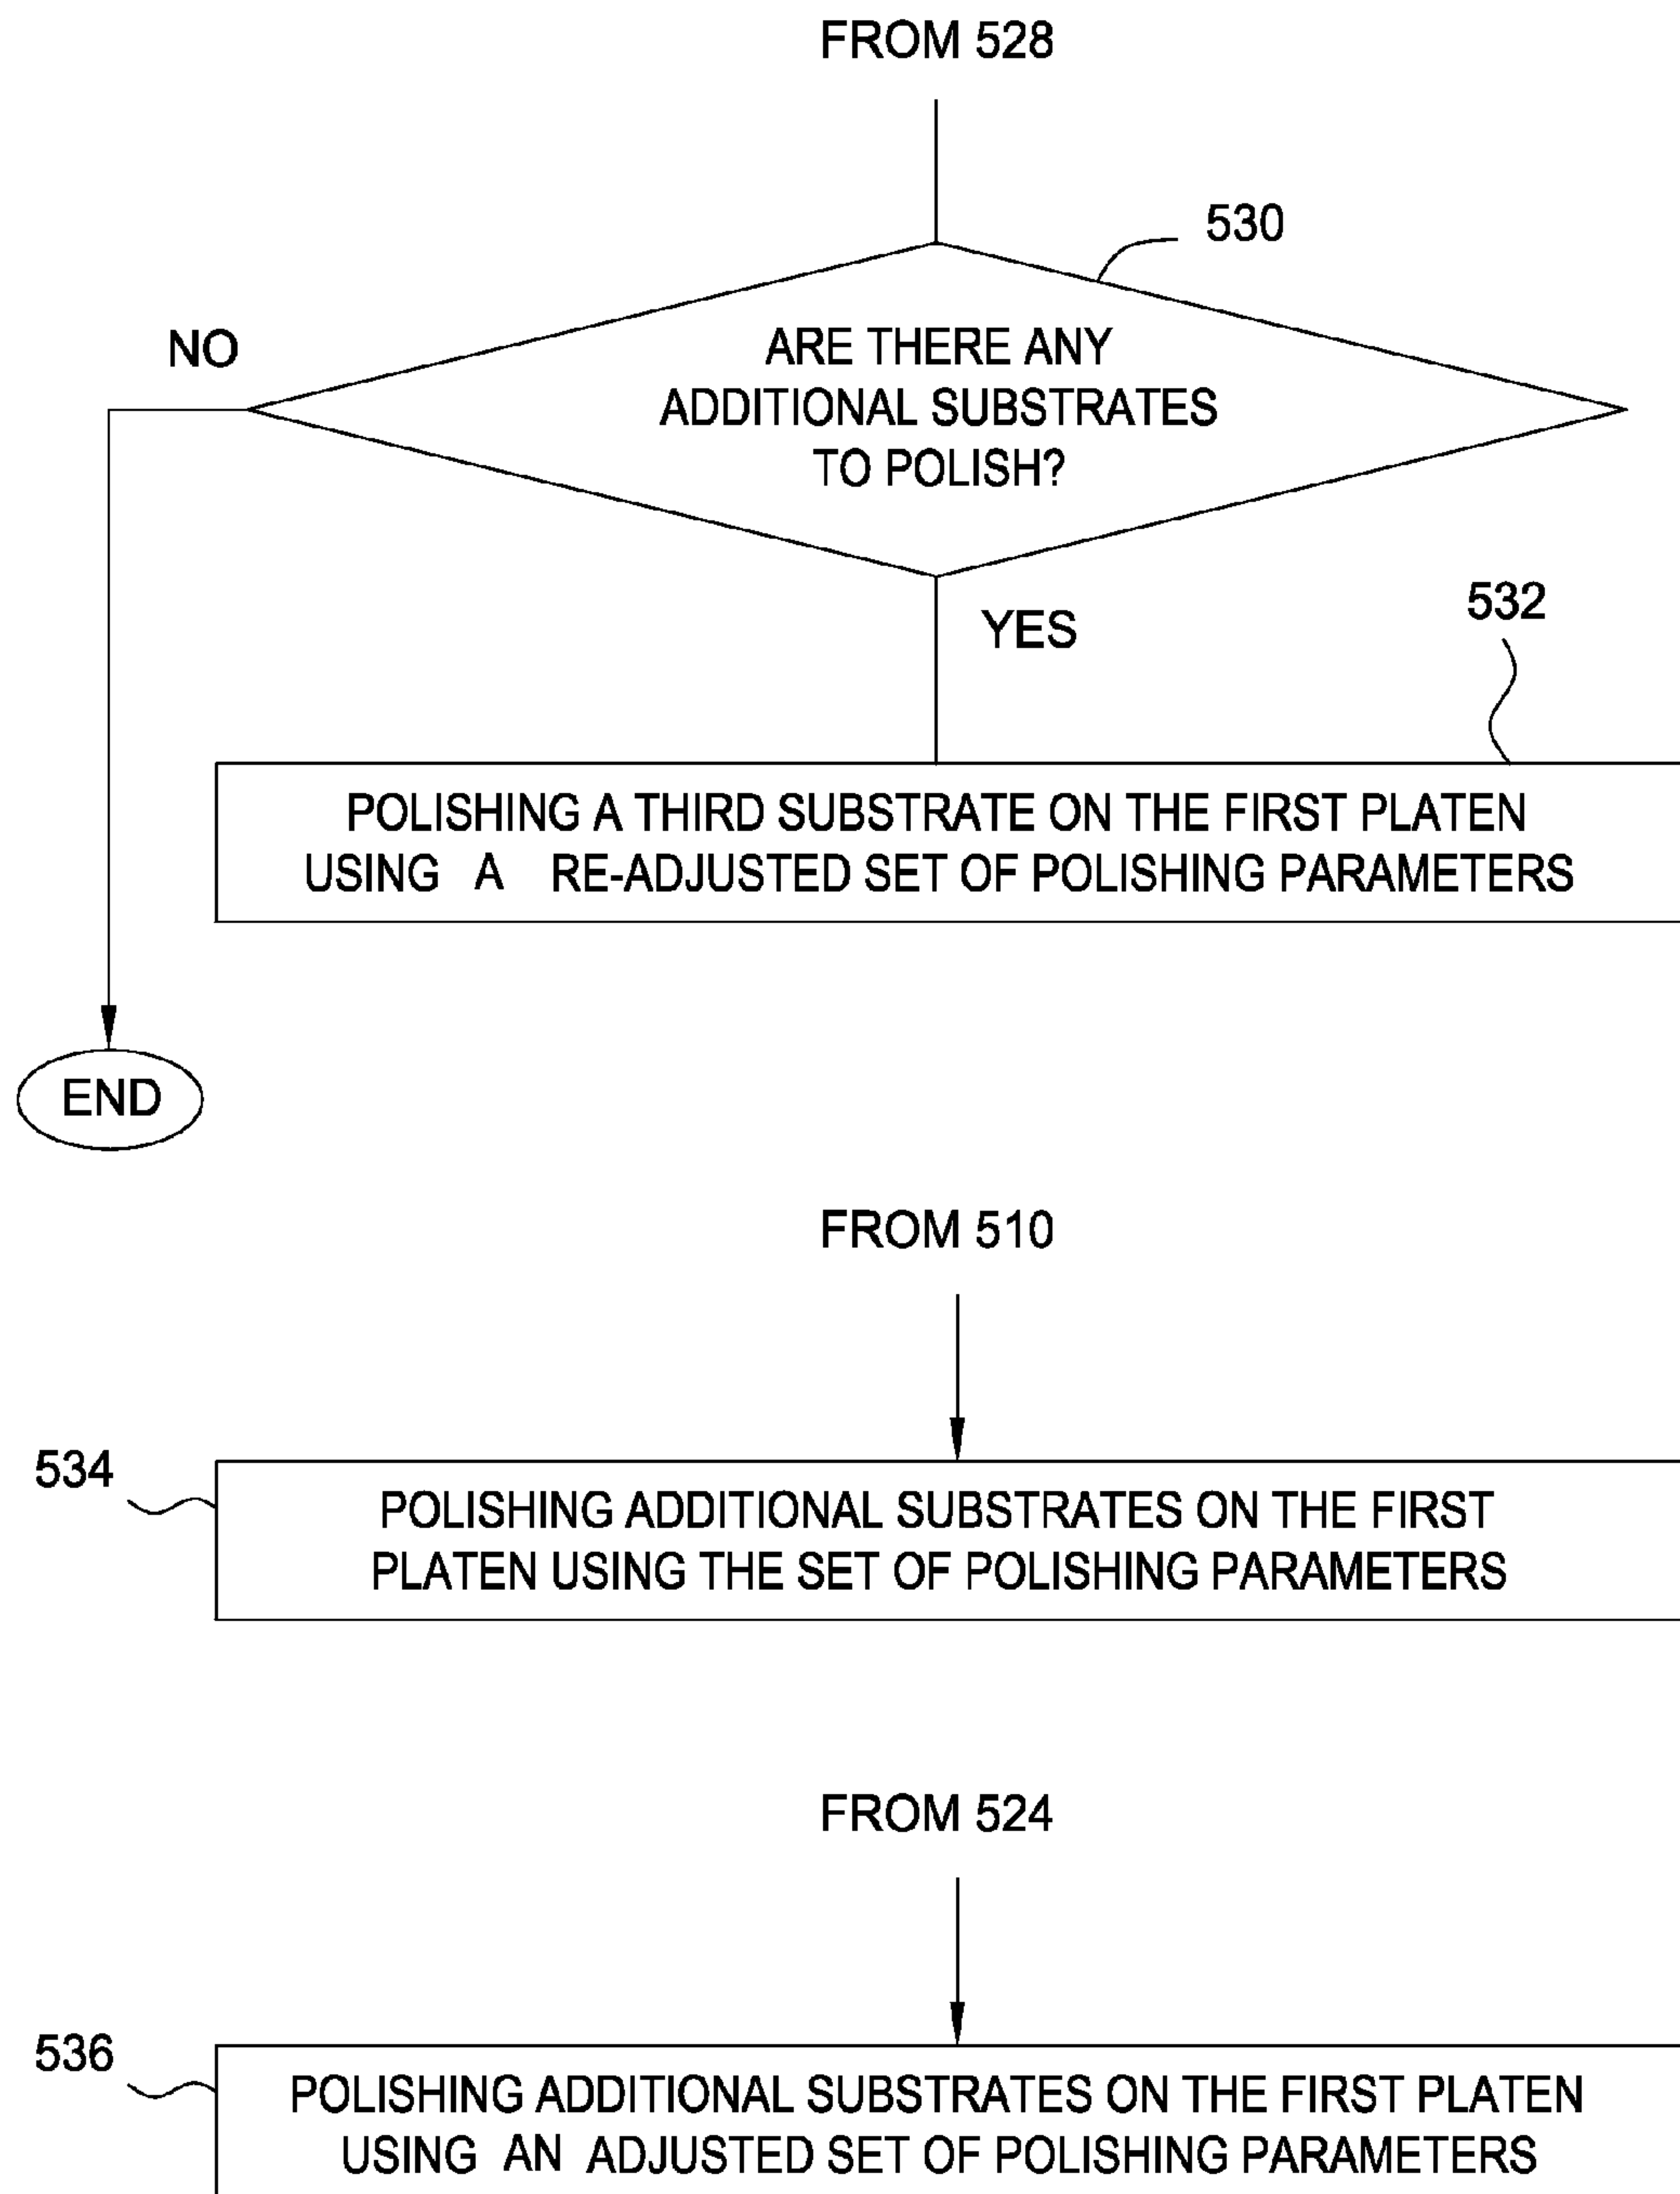 FROM 528
530
NO
ARE THERE ANY
ADDITIONAL SUBSTRATES
TO POLISH?
YES
532
POLISHING A THIRD SUBSTRATE ON THE FIRST PLATEN
USING A RE-ADJUSTED SET OF POLISHING PARAMETERS
END
FROM 510
534
POLISHING ADDITIONAL SUBSTRATES ON THE FIRST
PLATEN USING THE SET OF POLISHING PARAMETERS
FROM 524
536
POLISHING ADDITIONAL SUBSTRATES ON THE FIRST PLATEN
USING AN ADJUSTED SET OF POLISHING PARAMETERS